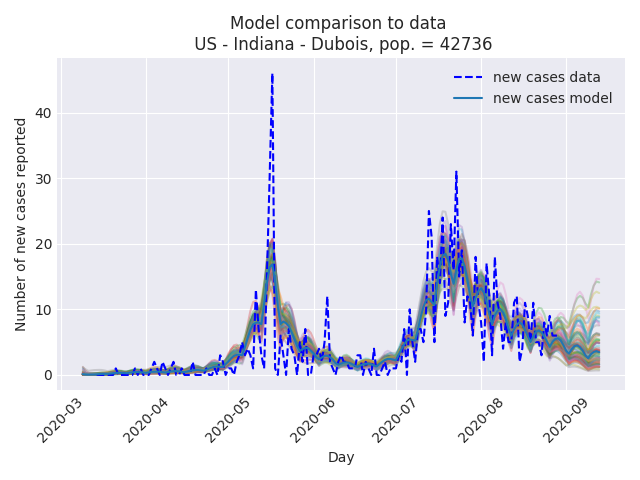 Model comparison to data
US - Indiana - Dubois, pop. = 42736
new cases data
new cases model
Number of new cases reported
40
30
20
10
0
2020-03
2020-04
2020-05
2020-06
2020-07
2020-08
2020-09
Day